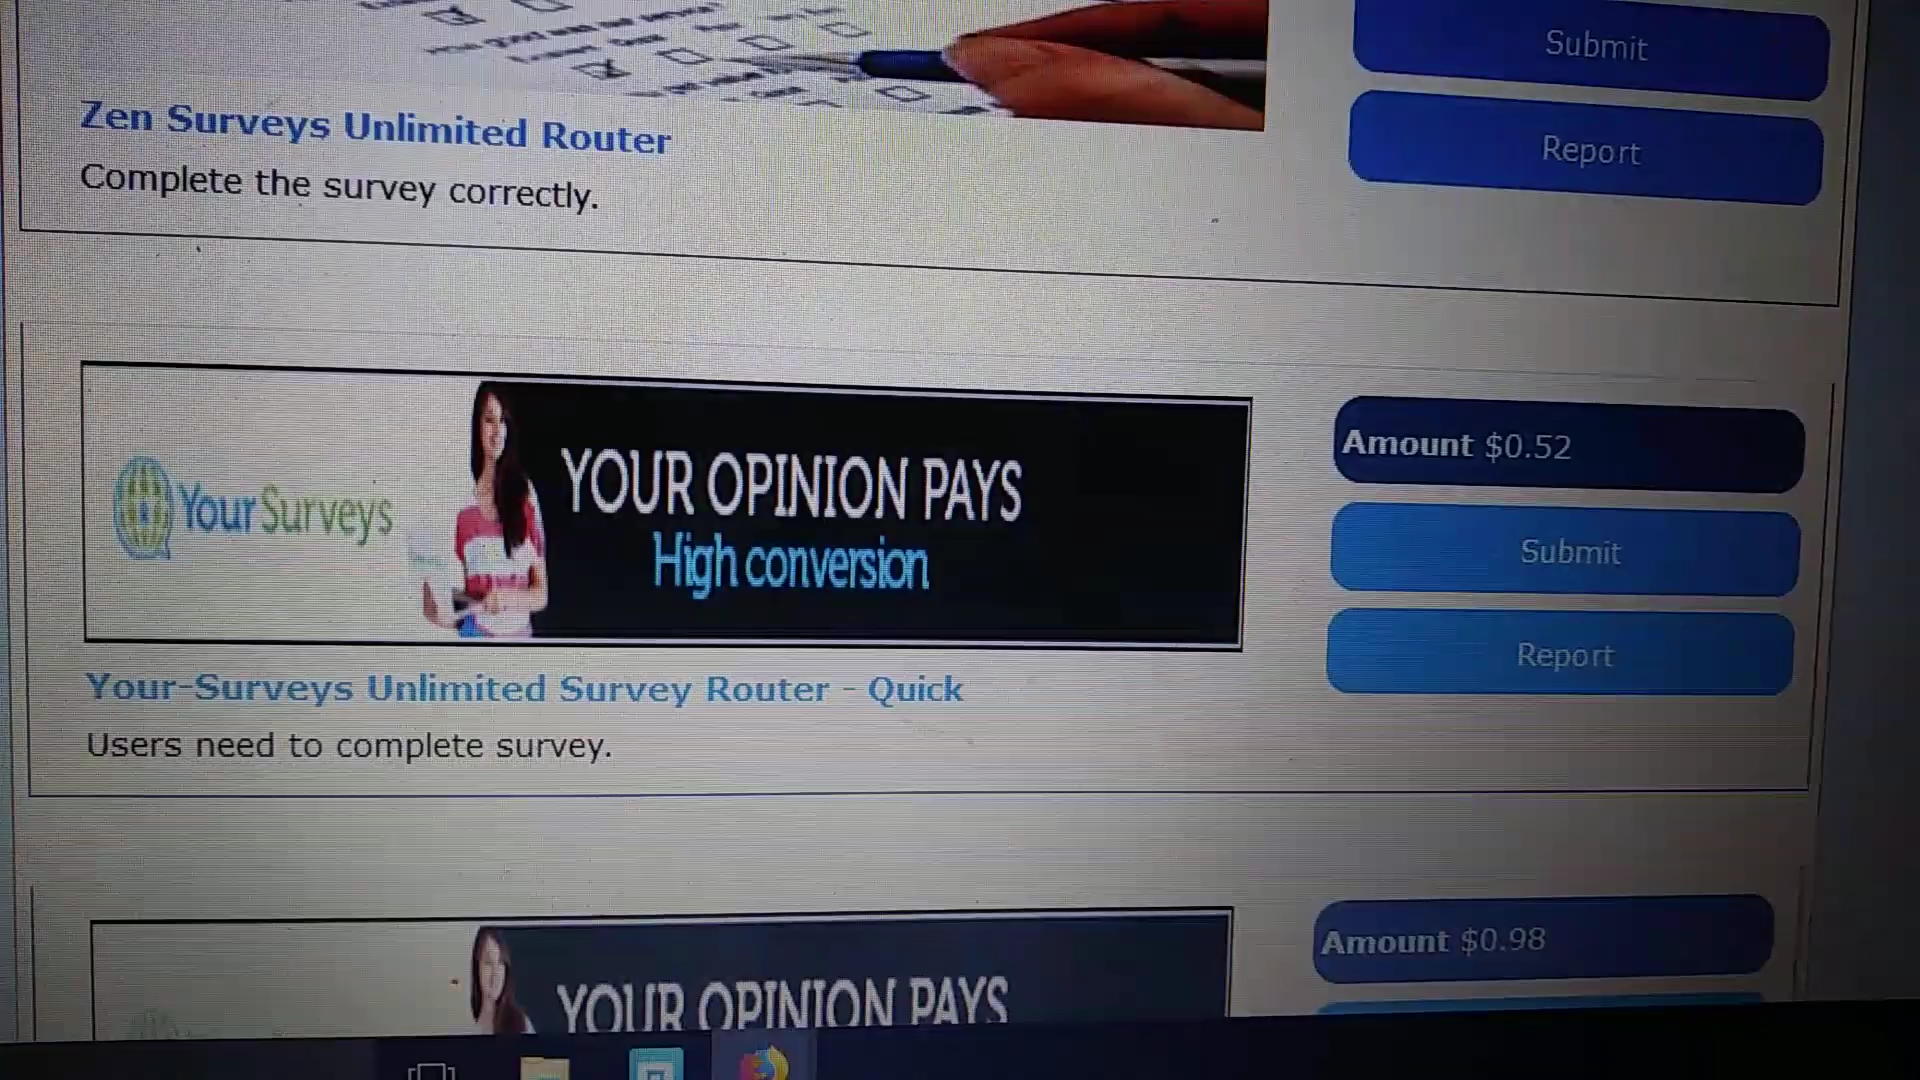 Submit
Report
Zen Surveys Unlimited Router
Complete the survey correctly.
YourSurveys
YOUR OPINION PAYS
High conversion
Amount $0.52
Submit
Report
Your-Surveys Unlimited Survey Router - Quick
Users need to complete survey.
YOUR OPINION PAYS
Amount $0.98